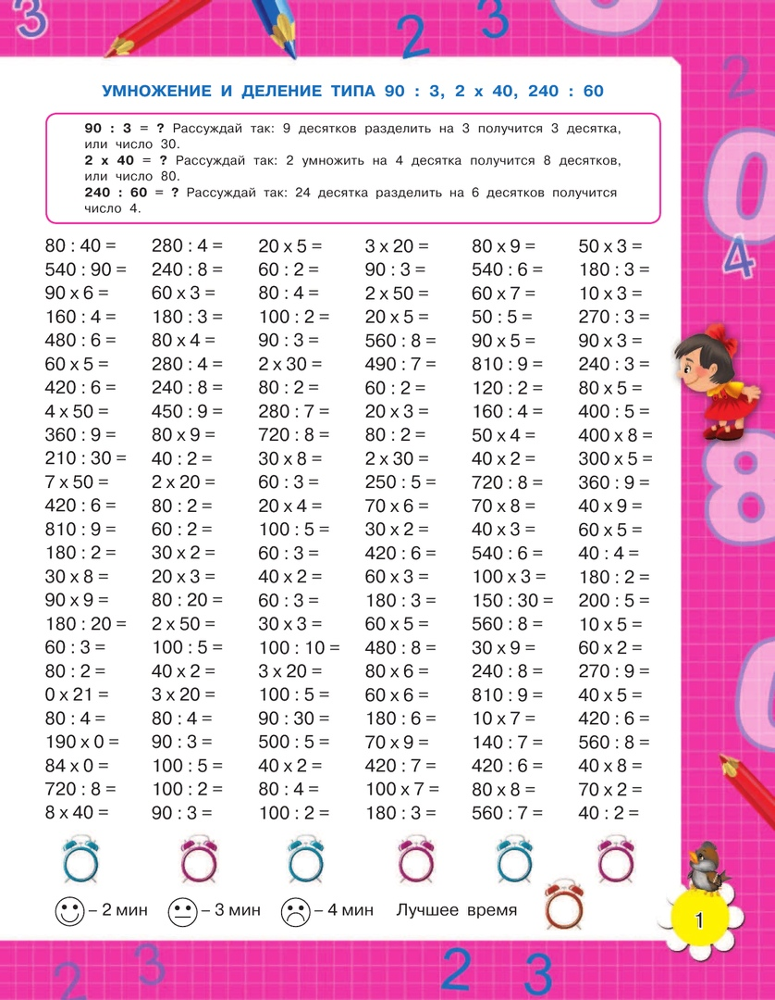 3
2 3
2
УМНОЖЕНИЕ И ДЕЛЕНИЕ ТИПА 90 : 3, 2 х 40, 240 : 60
90 : 3 = ? Рассуждай так: 9 десятков разделить на 3 получится 3 десятка,
или число 30.
2 х 40 = ? Рассуждай так: 2 умножить на 4 десятка получится 8 десятков,
или число 80.
240 : 60 = ? Рассуждай так: 24 десятка разделить на 6 десятков получится
число 4.
80 : 40 = 280 : 4 = 20 х 5 = 3 х 20 = 80 х 9 = 50 х 3 =
540 : 90 = 240 : 8 = 60 : 2 = 90 : 3 = 540 : 6 = 180 : 3 =
90 х 6 = 60 х 3 = 80 : 4 = 2 х 50 = 60 х 7 = 10 х 3 =
160 : 4 = 180 : 3 = 100 : 2 = 20 х 5 = 50 : 5 = 270 : 3 =
480 : 6 = 80 х 4 = 90 : 3 = 560 : 8 = 90 х 5 = 90 х 3 =
60 х 5 = 280 : 4 = 2 х 30 = 490 : 7 = 810 : 9 = 240 : 3 =
420 : 6 = 240 : 8 = 80 : 2 = 60 : 2 = 120 : 2 = 80 х 5 =
4 х 50 = 450 : 9 = 280 : 7 = 20 х 3 = 160 : 4 = 400 : 5 =
360 : 9 = 80 х 9 = 720 : 8 = 80 : 2 = 50 х 4 = 400 х 8 =
210 : 30 = 40 : 2 = 30 х 8 = 2 х 30 = 40 х 2 = 300 х 5 =
7 х 50 = 2 х 20 = 60 : 3 = 250 : 5 = 720 : 8 = 360 : 9 =
420 : 6 = 80 : 2 = 20 х 4 = 70 х 6 = 70 х 8 = 40 х 9 =
810 : 9 = 60 : 2 = 100 : 5 = 30 х 2 = 40 х 3 = 60 х 5 =
180 : 2 = 30 х 2 = 60 : 3 = 420 : 6 = 540 : 6 = 40 : 4 =
30 х 8 = 20 х 3 = 40 х 2 = 60 х 3 = 100 х 3 = 180 : 2 =
90 х 9 = 80 : 20 = 60 : 3 = 180 : 3 = 150 : 30 = 200 : 5 =
180 : 20 = 2 х 50 = 30 х 3 = 60 х 5 = 560 : 8 = 10 х 5 =
60 : 3 = 100 : 5 = 100 : 10 = 480 : 8 = 30 х 9 = 60 х 2 =
80 : 2 = 40 х 2 = 3 х 20 = 80 х 6 = 240 : 8 = 270 : 9 =
0 х 21 = 3 х 20 = 100 : 5 = 60 х 6 = 810 : 9 = 40 х 5 =
80 : 4 = 80 : 4 = 90 : 30 = 180 : 6 = 10 х 7 = 420 : 6 =
190 х 0 = 90 : 3 = 500 : 5 = 70 х 9 = 140 : 7 = 560 : 8 =
84 х 0 = 100 : 5 = 40 х 2 = 420 : 7 = 420 : 6 = 40 х 8 =
720 : 8 = 100 : 2 = 80 : 4 = 100 х 7 = 80 х 8 = 70 х 2 =
8 х 40 = 90 : 3 = 100 : 2 = 180 : 3 = 560 : 7 = 40 : 2 =
0
4
8
– 2 мин – 3 мин – 4 мин Лучшее время
1
2 3 2 3